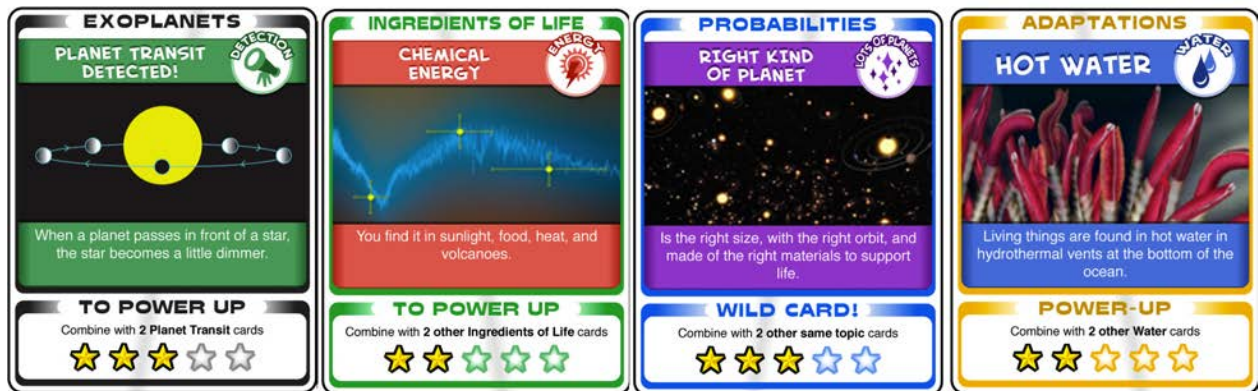 EXOPLANETS
PLANET TRANSIT
DETECTED!
DETECTION
When a planet passes in front of a star,
the star becomes a little dimmer.
TO POWER UP
Combine with 2 Planet Transit cards
INGREDIENTS OF LIFE
CHEMICAL
ENERGY
ENERGY
You find it in sunlight, food, heat, and
volcanoes.
TO POWER UP
Combine with 2 other Ingredients of Life cards
PROBABILITIES
RIGHT KIND
OF PLANET
LOTS OF PLANETS
Is the right size, with the right orbit, and
made of the right materials to support
life.
WILD CARD!
Combine with 2 other same topic cards
ADAPTATIONS
HOT WATER
WATER
Living things are found in hot water in
hydrothermal vents at the bottom of the
ocean.
POWER-UP
Combine with 2 other Water cards